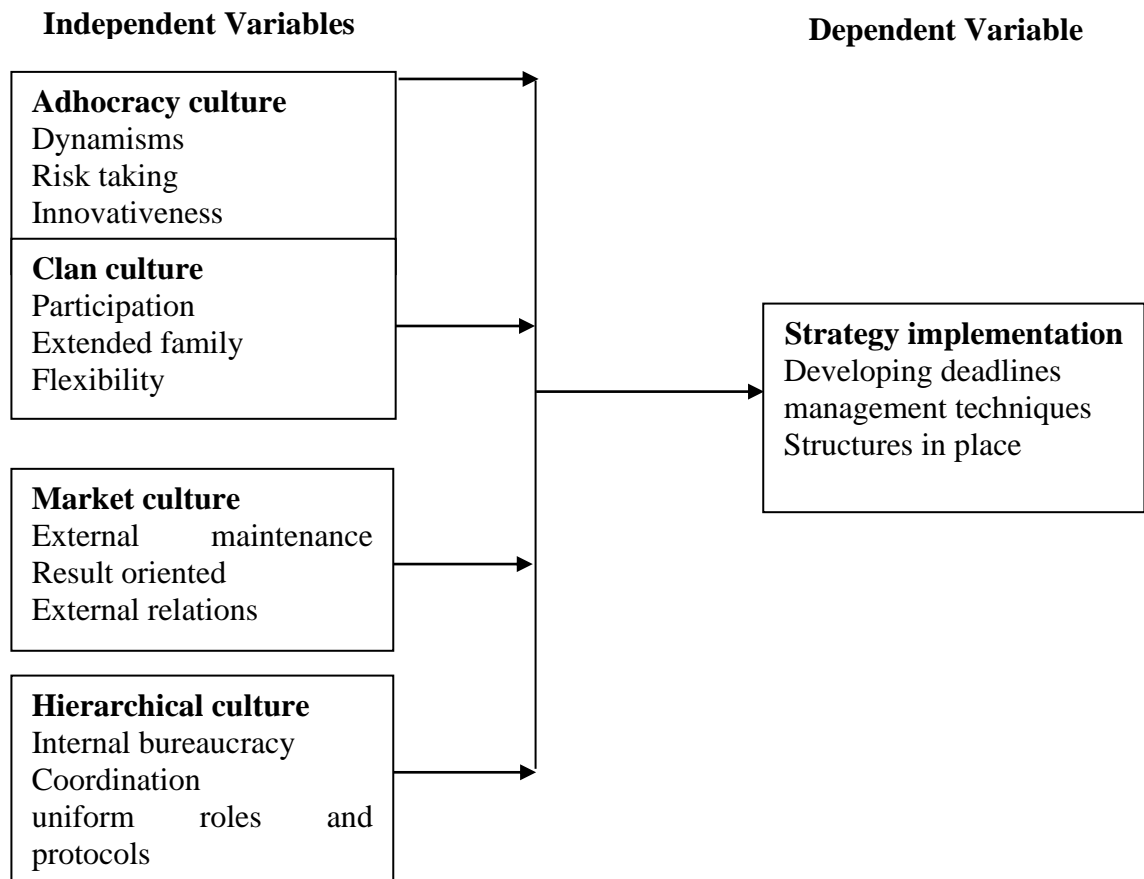 Independent Variables
Dependent Variable
Adhocracy culture
Dynamisms
Risk taking
Innovativeness
Clan culture
Participation
Extended family
Flexibility
Market culture
External maintenance
Result oriented
External relations
Hierarchical culture
Internal bureaucracy
Coordination
uniform roles and
protocols
Strategy implementation
Developing deadlines
management techniques
Structures in place